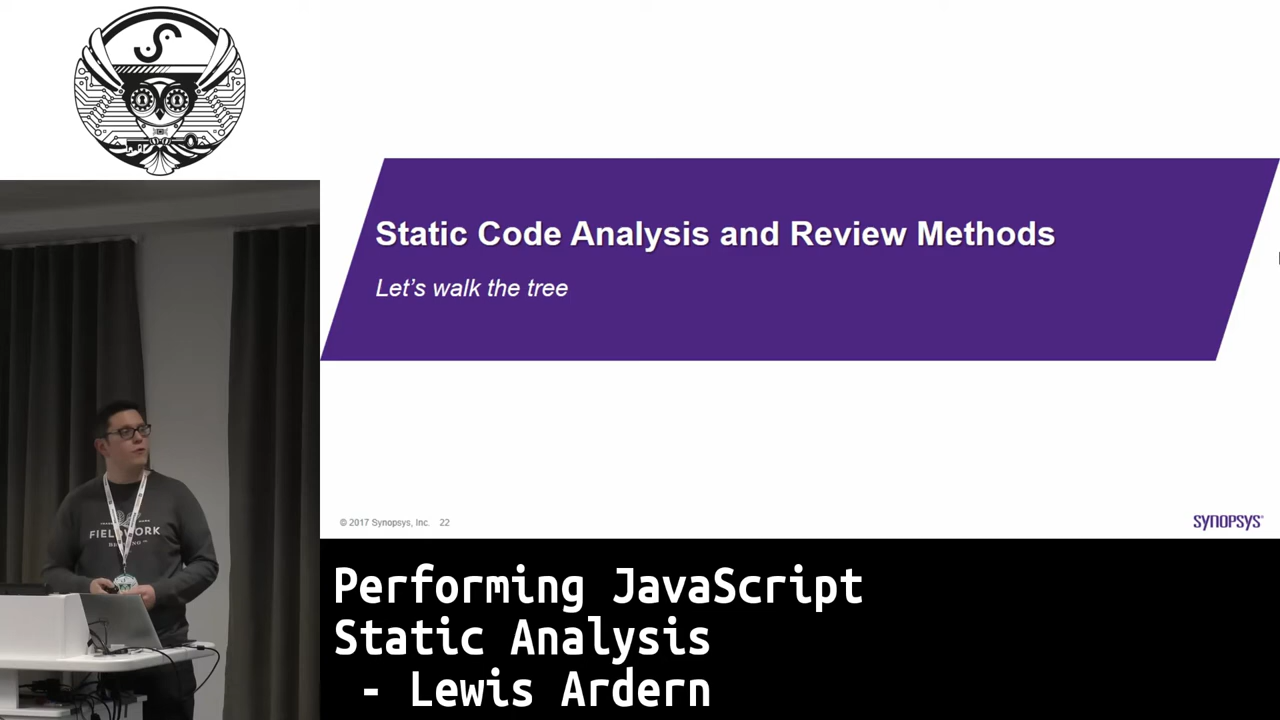 Static Code Analysis and Review Methods
Let's walk the tree
© 2017 Synopsys, Inc. 22
SYNOPSYS®
FIELDWORK
Performing JavaScript
Static Analysis
- Lewis Ardern